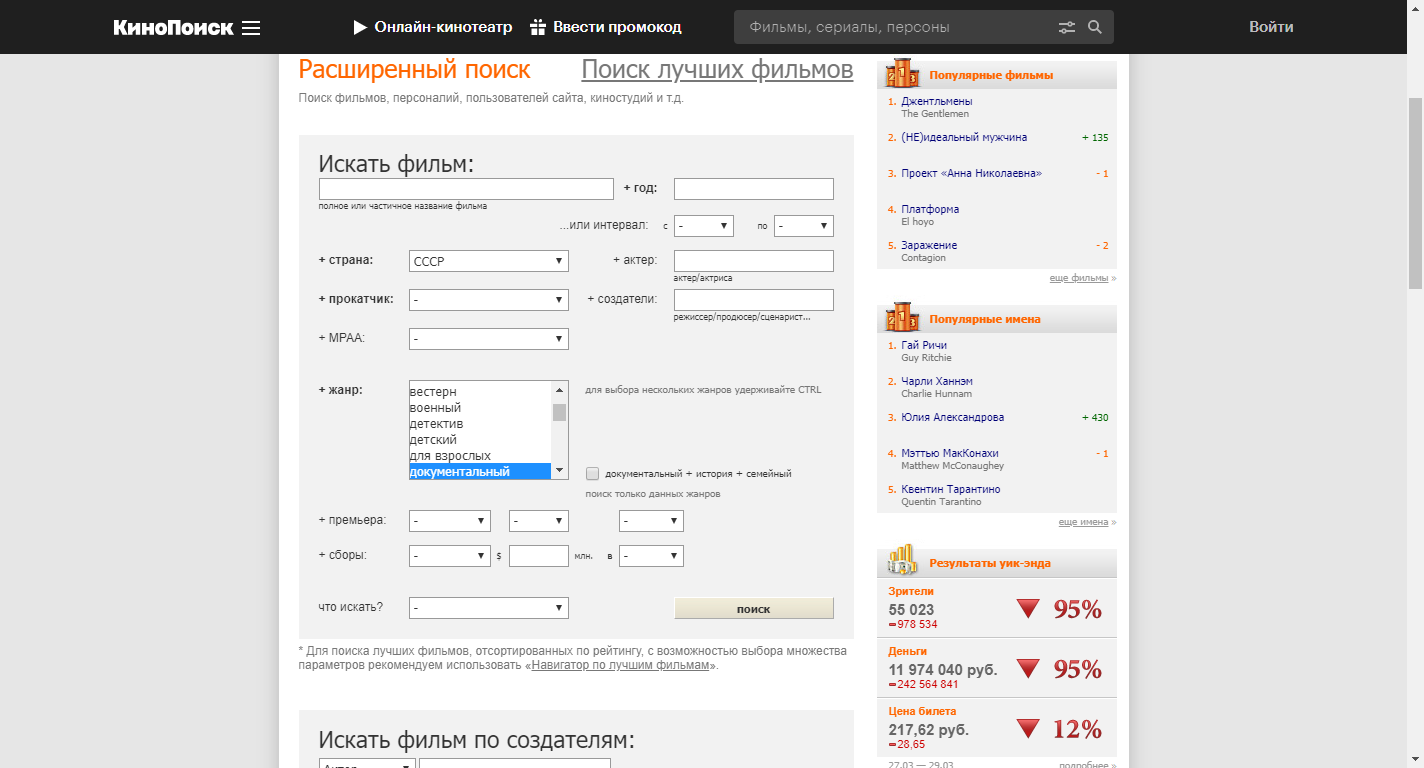 КиноПоиск
Онлайн-кинотеатр
Ввести промокод
Фильмы, сериалы, персоны
Войти
Расширенный поиск
Поиск лучших фильмов
Поиск фильмов, персоналий, пользователей сайта, киностудий и т.д.
Искать фильм:
+ год:
полное или частичное название фильма
...или интервал: с - по -
+ страна: СССР
+ актер:
актер/актриса
+ прокатчик: -
+ создатели:
режиссер/продюсер/сценарист...
+ MPAA: -
+ жанр:
вестерн
военный
детектив
детский
для взрослых
документальный
для выбора нескольких жанров удерживайте CTRL
документальный + история + семейный
поиск только данных жанров
+ премьера: - - -
+ сборы: - $ млн. в -
что искать? -
поиск
* Для поиска лучших фильмов, отсортированных по рейтингу, с возможностью выбора множества
параметров рекомендуем использовать «Навигатор по лучшим фильмам».
Искать фильм по создателям:
Актер
Популярные фильмы
1. Джентльмены
The Gentlemen
2. (НЕ)идеальный мужчина + 135
3. Проект «Анна Николаевна» - 1
4. Платформа
El hoyo
5. Заражение - 2
Contagion
еще фильмы »
Популярные имена
1. Гай Ричи
Guy Ritchie
2. Чарли Ханнэм
Charlie Hunnam
3. Юлия Александрова + 430
4. Мэттью МакКонахи - 1
Matthew McConaughey
5. Квентин Тарантино
Quentin Tarantino
еще имена »
Результаты уик-энда
Зрители
55 023
978 534
95%
Деньги
11 974 040 руб.
242 564 841
95%
Цена билета
217,62 руб.
28,65
12%
27.03 — 29.03
подробнее »